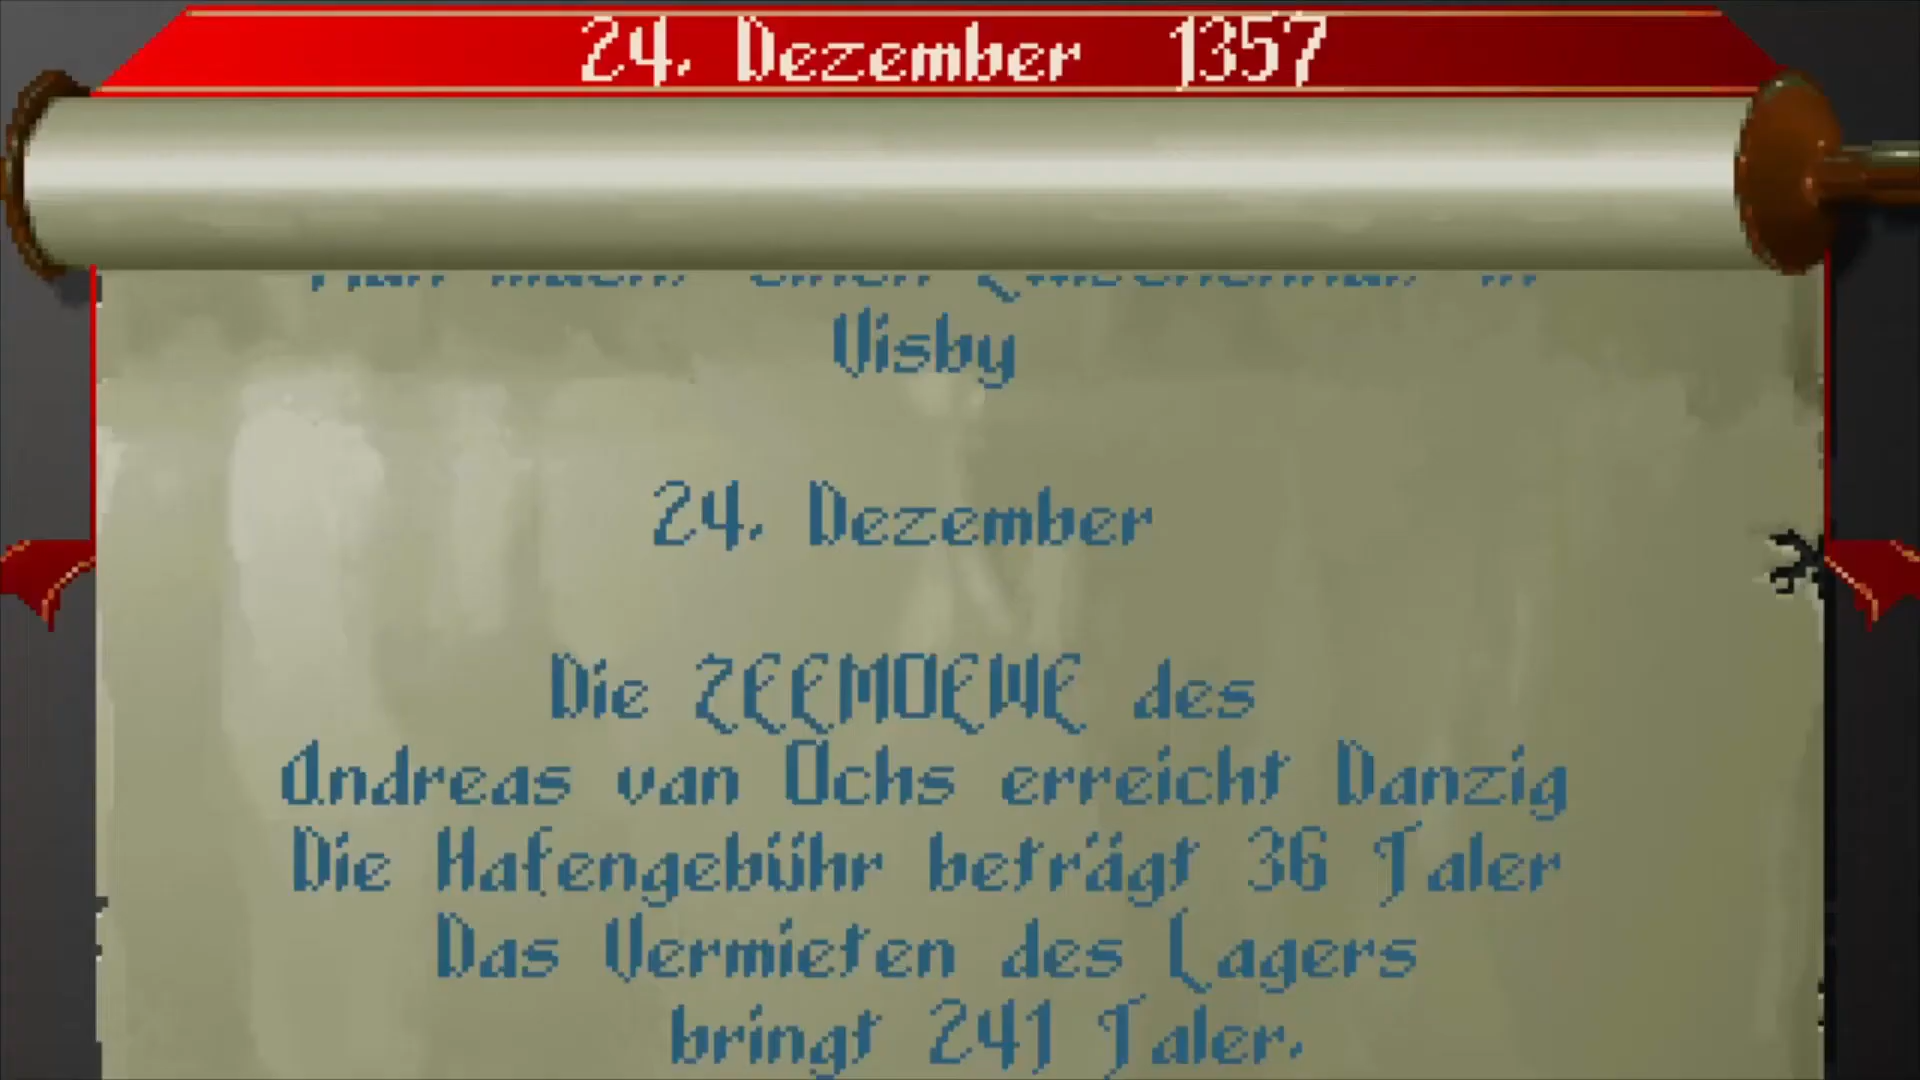 24. Dezember 1357
Visby
24. Dezember
Die ZEEMOEWE des
Andreas van Ochs erreicht Danzig
Die Hafengebühr beträgt 36 Taler
Das Vermieten des Lagers
bringt 241 Taler.